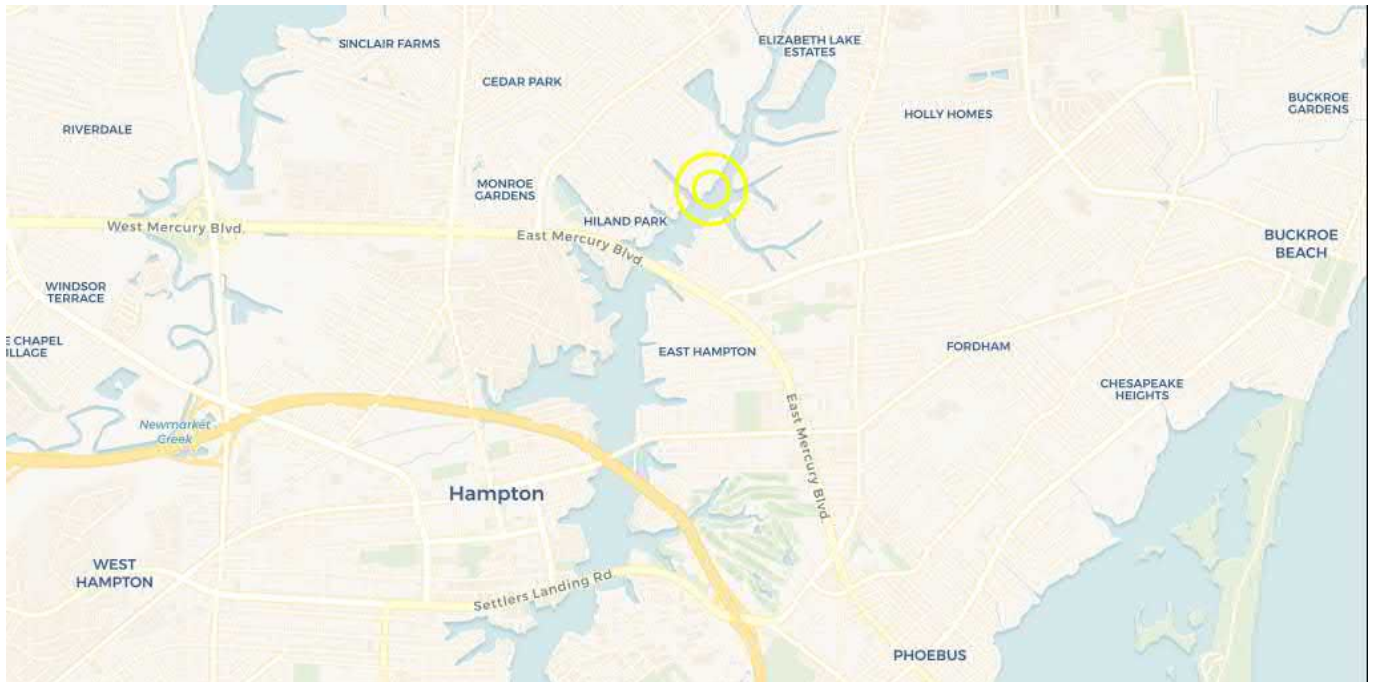 SINCLAIR FARMS
ELIZABETH LAKE
ESTATES
CEDAR PARK
BUCKROE
GARDENS
HOLLY HOMES
RIVERDALE
MONROE
GARDENS
HILAND PARK
West Mercury Blvd.
East Mercury Blvd.
BUCKROE
BEACH
WINDSOR
TERRACE
E CHAPEL
ILLAGE
EAST HAMPTON
FORDHAM
CHESAPEAKE
HEIGHTS
Newmarket
Creek
East Mercury Blvd.
Hampton
WEST
HAMPTON
Settlers Landing Rd
PHOEBUS